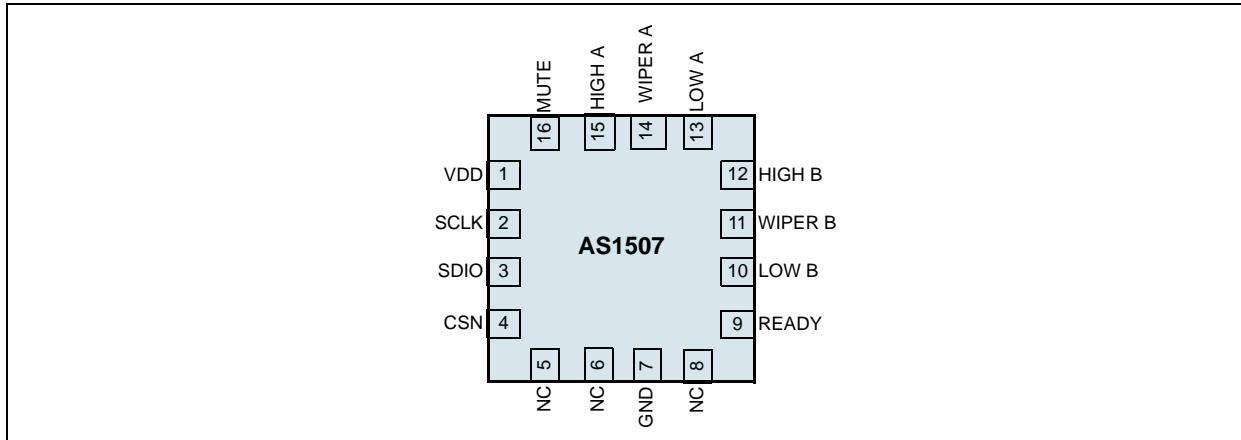 MUTE
HIGH A
WIPER A
LOW A
16
15
14
13
VDD 1
12 HIGH B
SCLK 2
11 WIPER B
AS1507
SDIO 3
10 LOW B
CSN 4
9 READY
5
6
7
8
NC
NC
GND
NC